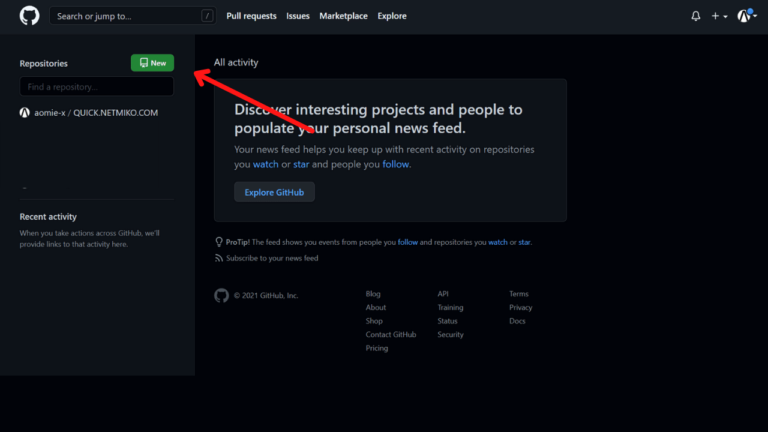 Search or jump to... /
Pull requests Issues Marketplace Explore
Repositories
New
Find a repository...
aomie-x / QUICK.NETMIKO.COM
Recent activity
When you take actions across GitHub, we'll
provide links to that activity here.
All activity
Discover interesting projects and people to
populate your personal news feed.
Your news feed helps you keep up with recent activity on repositories
you watch or star and people you follow.
Explore GitHub
ProTip! The feed shows you events from people you follow and repositories you watch or star.
Subscribe to your news feed
© 2021 GitHub, Inc.
Blog
About
Shop
Contact GitHub
Pricing
API
Training
Status
Security
Terms
Privacy
Docs